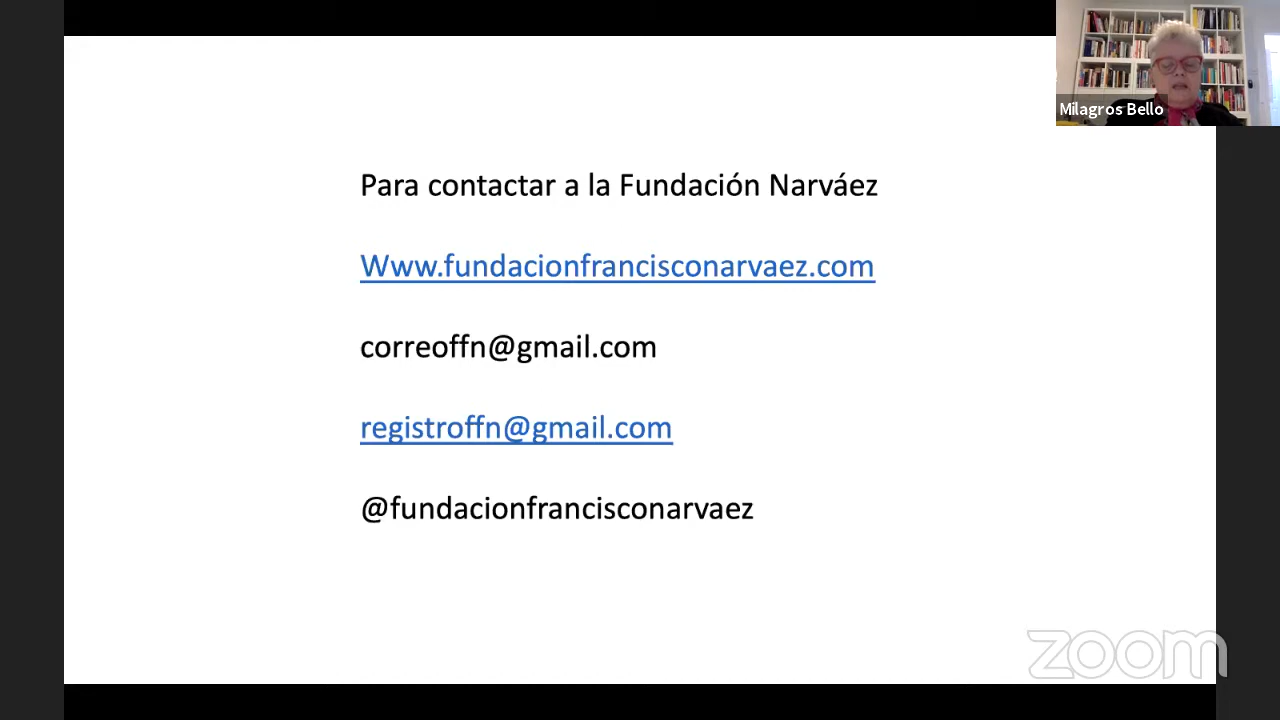 Milagros Bello
Para contactar a la Fundación Narváez
Www.fundacionfrancisconarvaez.com
correoffn@gmail.com
registroffn@gmail.com
@fundacionfrancisconarvaez
zoom